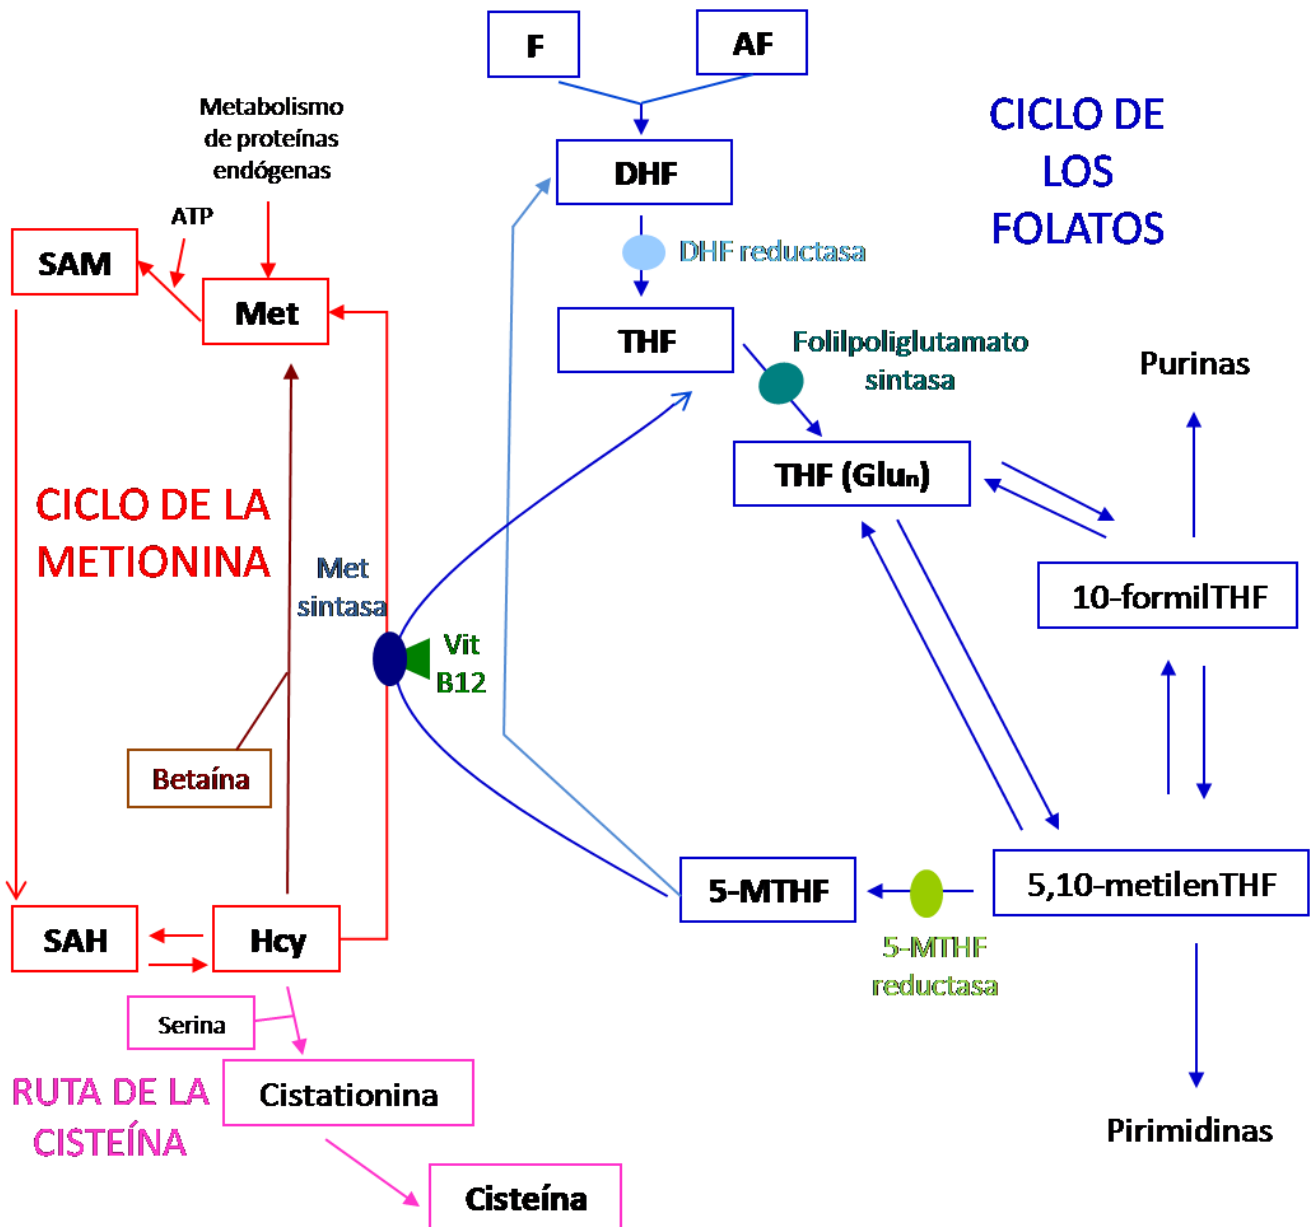 F
AF
CICLO DE
LOS
FOLATOS
Metabolismo
de proteínas
endógenas
DHF
ATP
DHF reductasa
SAM
Met
THF
Folilpoliglutamato
sintasa
Purinas
THF (Glun)
CICLO DE LA
METIONINA
Met
sintasa
10-formilTHF
Vit
B12
Betaína
5-MTHF
5,10-metilenTHF
SAH
Hcy
5-MTHF
reductasa
Serina
RUTA DE LA
CISTEÍNA
Cistationina
Pirimidinas
Cisteína